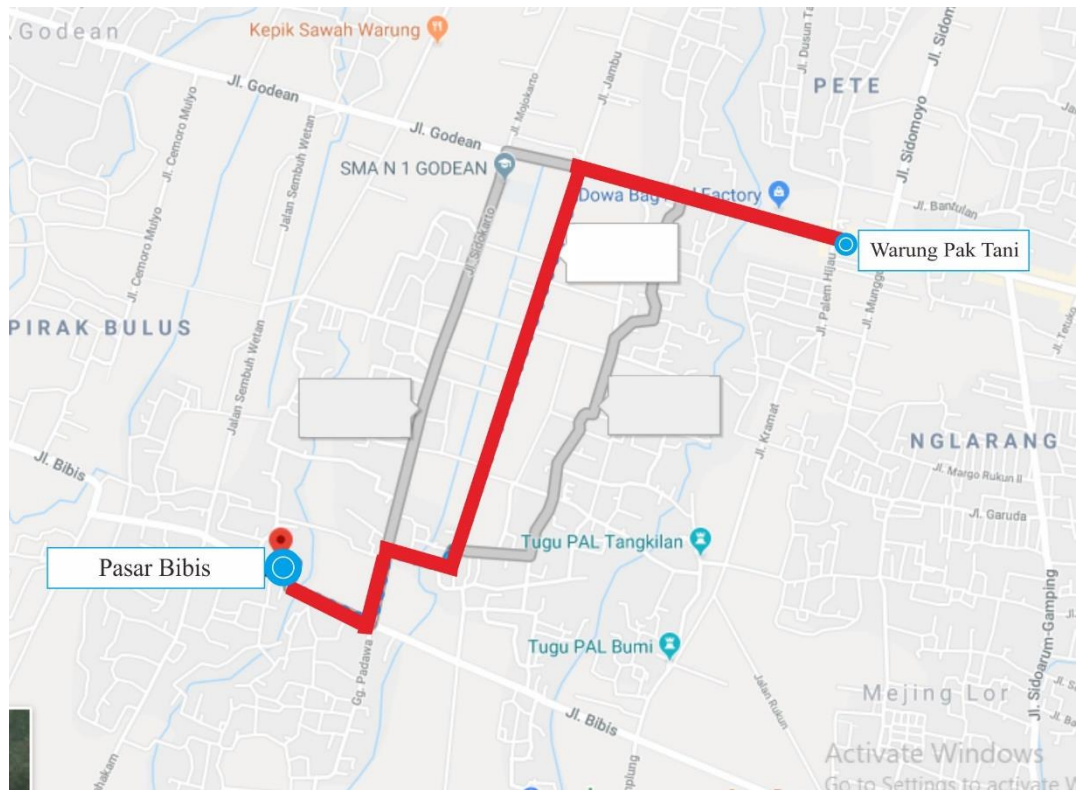 Godean
Kepik Sawah Warung
Jl. Godean
Jl. Cemoro Mulyo
Jl. Cemoro Mulyo
Jalan Sembuh Wetan
Jl. Godean
Jl. Mojokarto
Jl. Jambu
SMA N 1 GODEAN
PETE
Jl. Sidomoyo
Dowa Bag Factory
Jl. Bantulan
Warung Pak Tani
Jl. Sidokarto
Jl. Palem Hijau
PIRAK BULUS
Jalan Sembuh Wetan
Jl. Kramat
NGLARANG
Jl. Margo Rukun II
Jl. Garuda
Jl. Bibis
Tugu PAL Tangkilan
Pasar Bibis
Tugu PAL Bumi
Gg. Padawa
Jl. Bibis
Jalan Rukun
Jl. Sidoarum-Gamping
Mejing Lor
Activate Windows
Go to Settings to activate